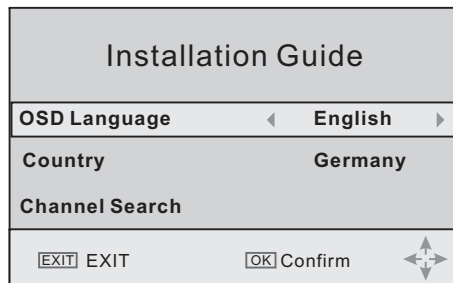 Installation Guide
OSD Language English
Country Germany
Channel Search
EXIT EXIT OK Confirm